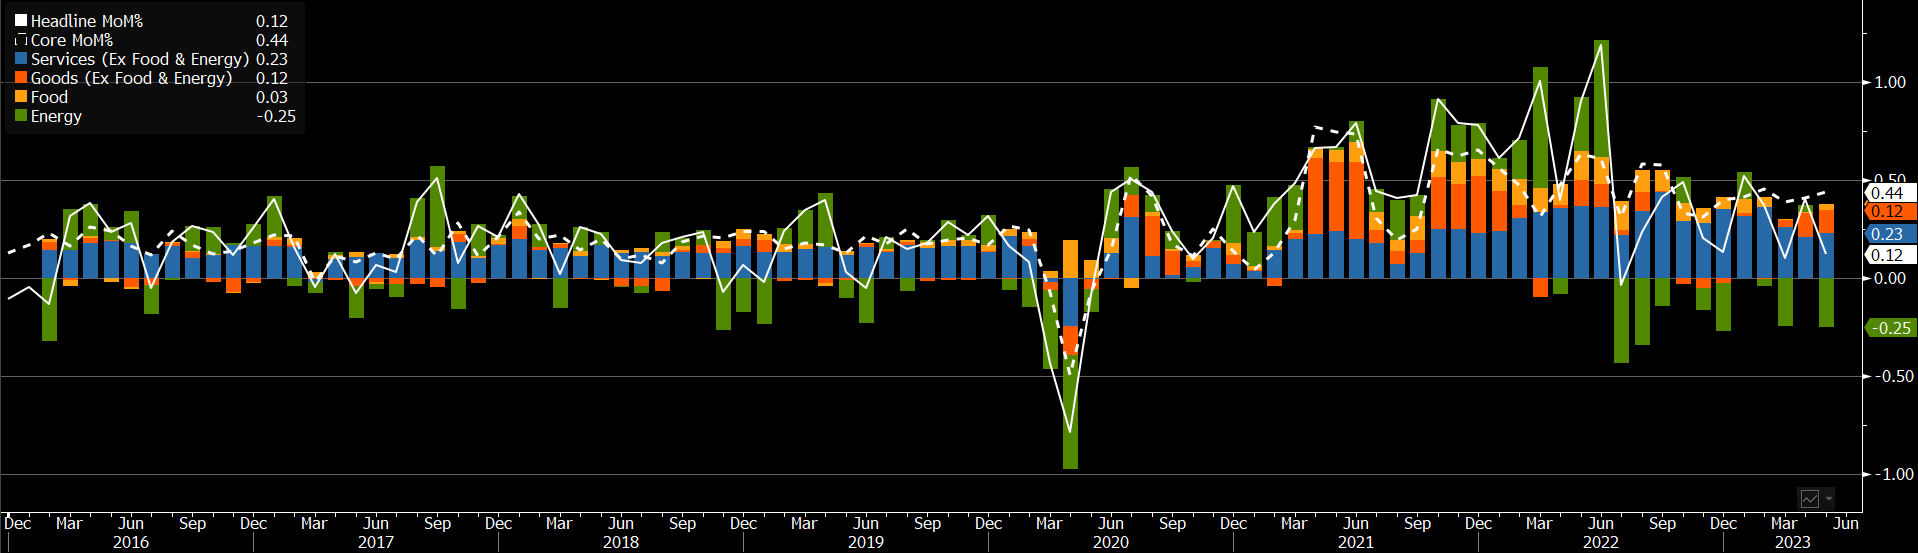 Headline MoM% 0.12
Core MoM% 0.44
Services (Ex Food & Energy) 0.23
Goods (Ex Food & Energy) 0.12
Food 0.03
Energy -0.25
1.00
0.50
0.44
0.12
0.23
0.12
0.00
-0.25
-0.50
-1.00
Dec Mar Jun Sep Dec Mar Jun Sep Dec Mar Jun Sep Dec Mar Jun Sep Dec Mar Jun Sep Dec Mar Jun Sep Dec Mar Jun Sep Dec Mar Jun
2016 2017 2018 2019 2020 2021 2022 2023